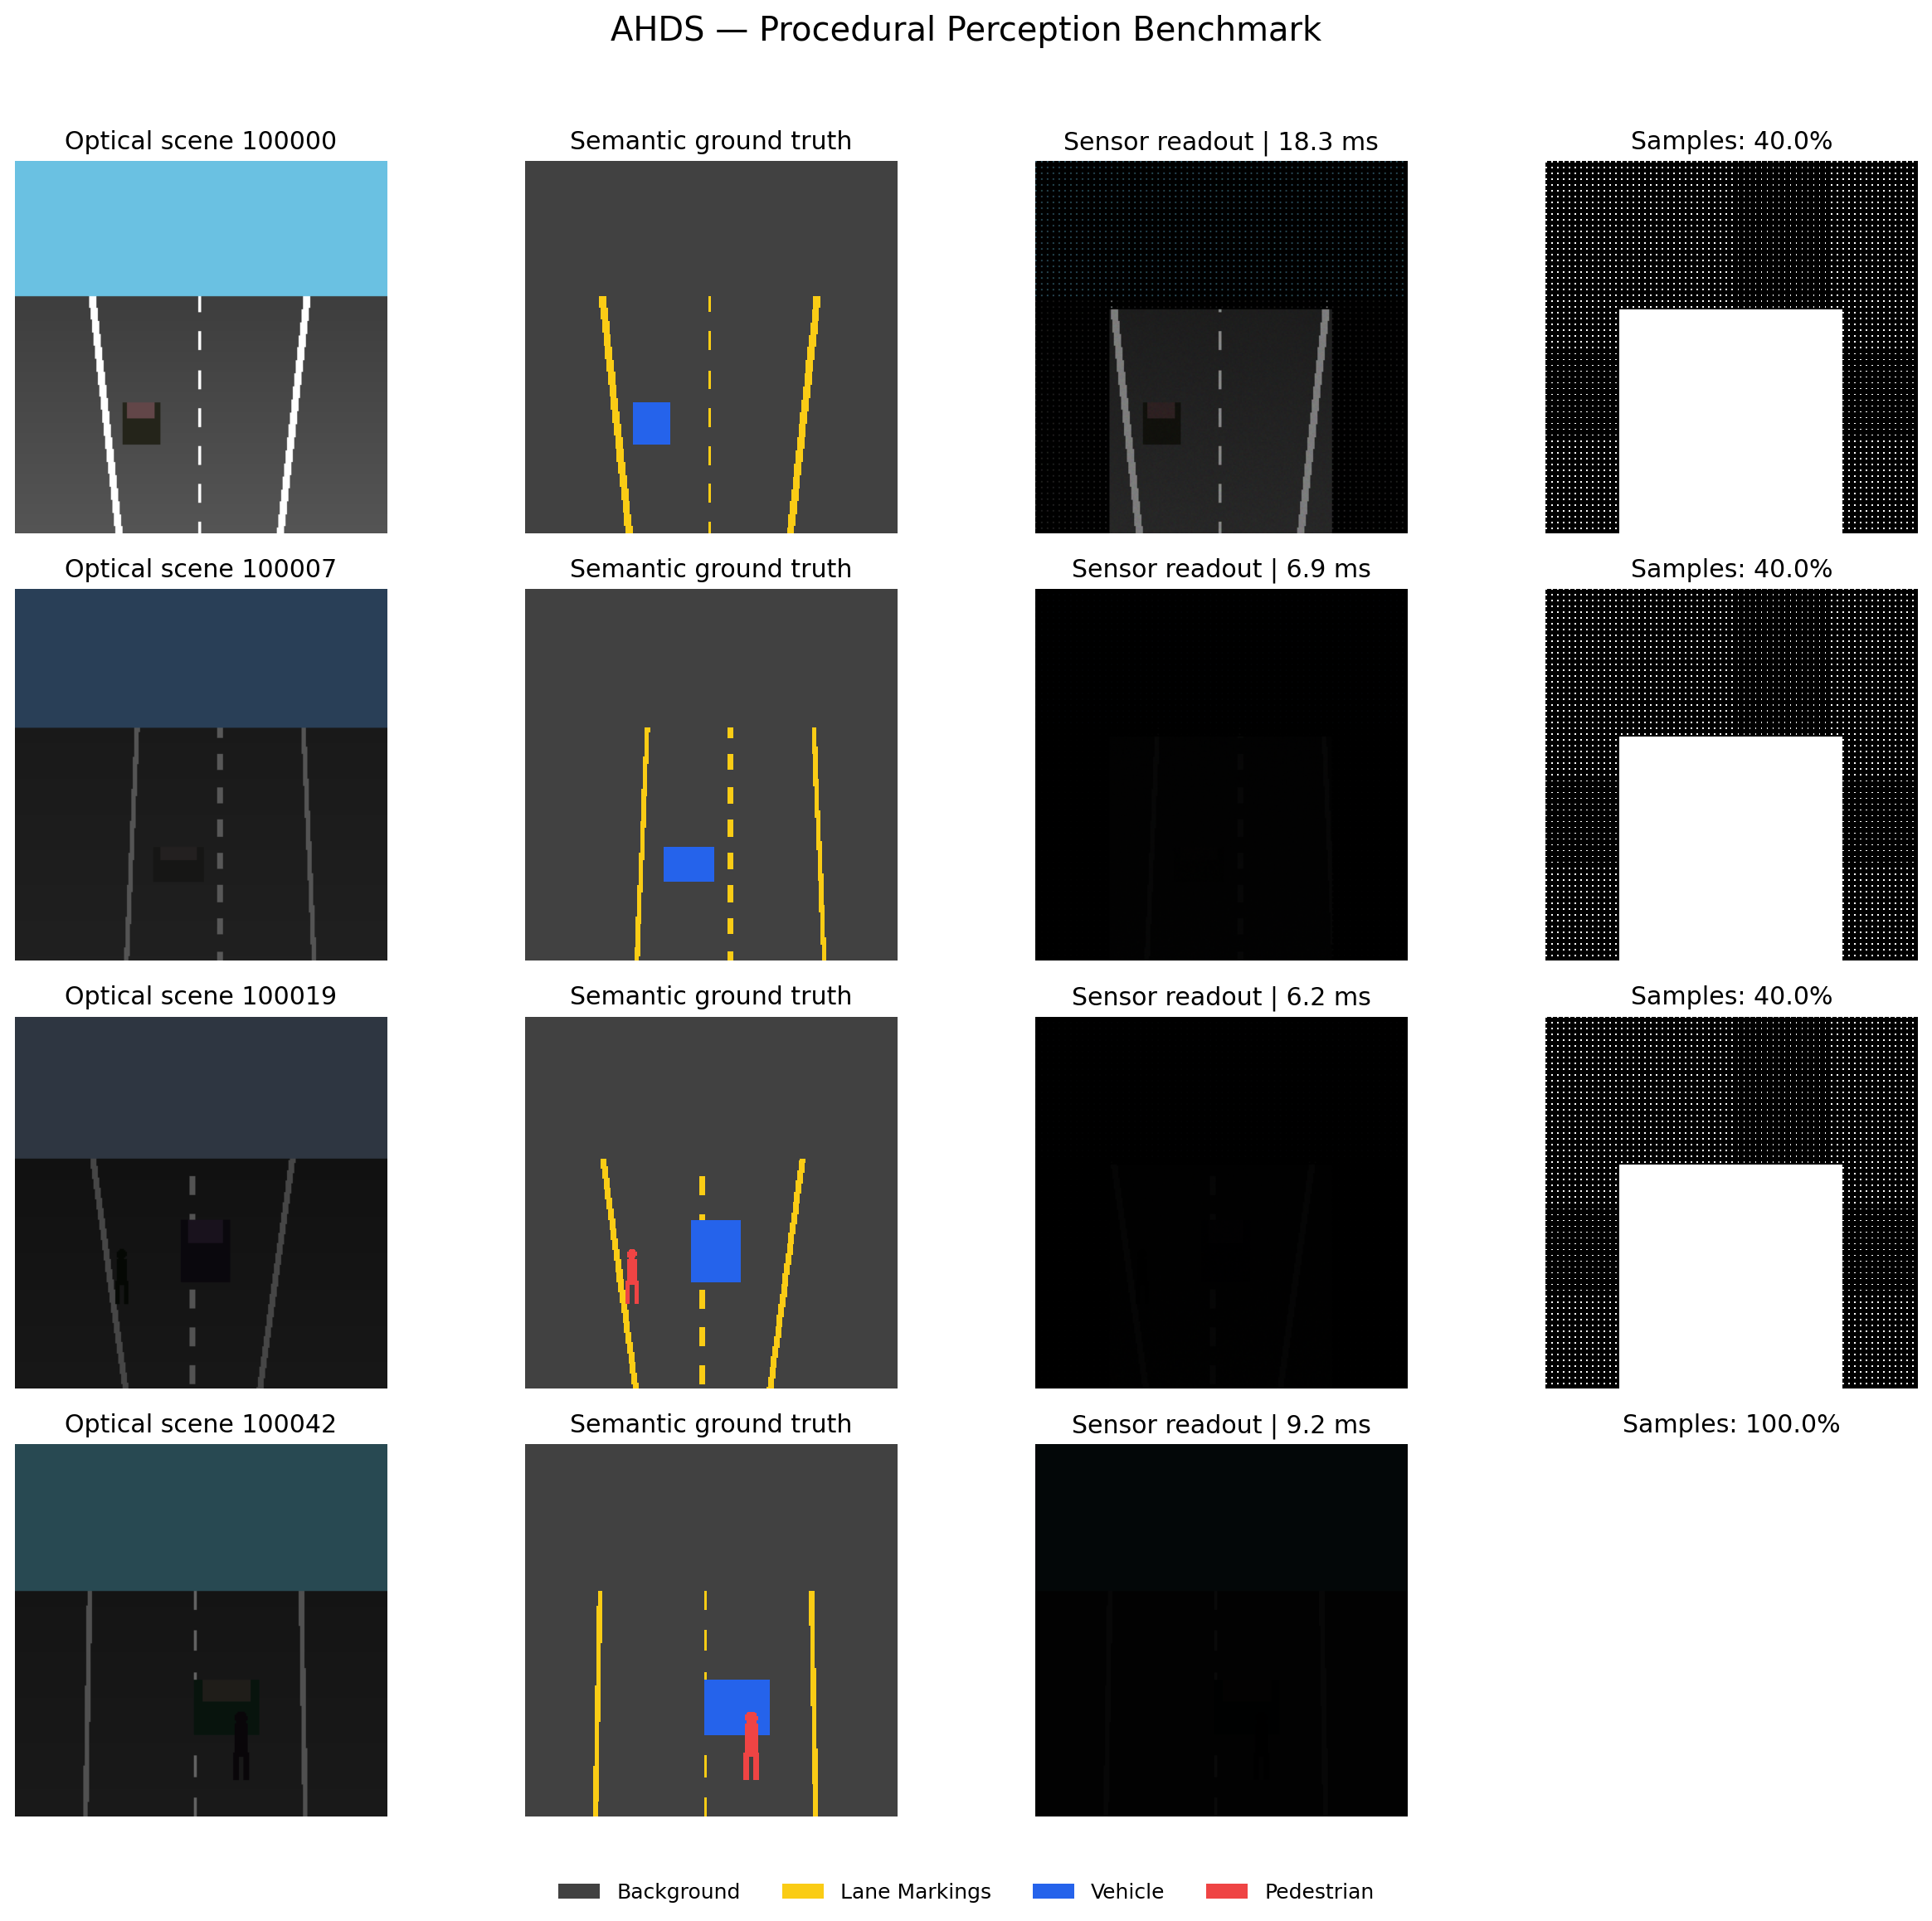 AHDS — Procedural Perception Benchmark
Optical scene 100000
Semantic ground truth
Sensor readout | 18.3 ms
Samples: 40.0%
Optical scene 100007
Semantic ground truth
Sensor readout | 6.9 ms
Samples: 40.0%
Optical scene 100019
Semantic ground truth
Sensor readout | 6.2 ms
Samples: 40.0%
Optical scene 100042
Semantic ground truth
Sensor readout | 9.2 ms
Samples: 100.0%
Background
Lane Markings
Vehicle
Pedestrian